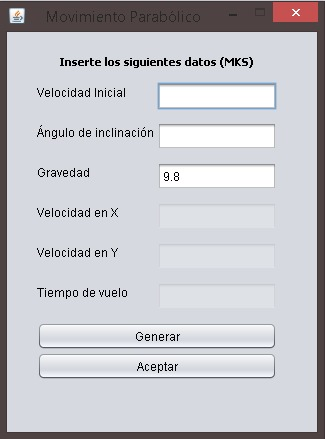 Movimiento Parabólico
Inserte los siguientes datos (MKS)
Velocidad Inicial
Ángulo de inclinación
Gravedad 9.8
Velocidad en X
Velocidad en Y
Tiempo de vuelo
Generar
Aceptar